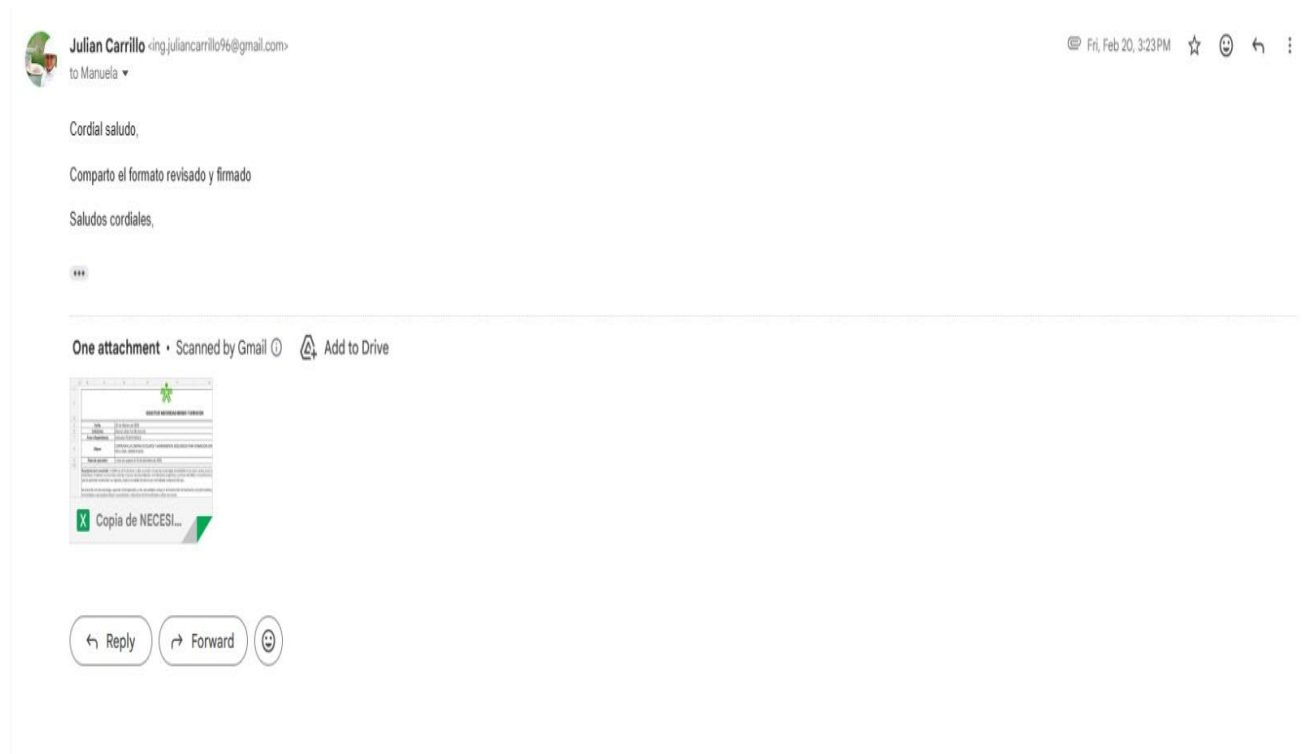 Julian Carrillo <ing.juliancarrillo96@gmail.com>
Fri, Feb 20, 3:23 PM
to Manuela
Cordial saludo,
Comparto el formato revisado y firmado
Saludos cordiales,
One attachment • Scanned by Gmail
Add to Drive
Copia de NECESI...
Reply
Forward